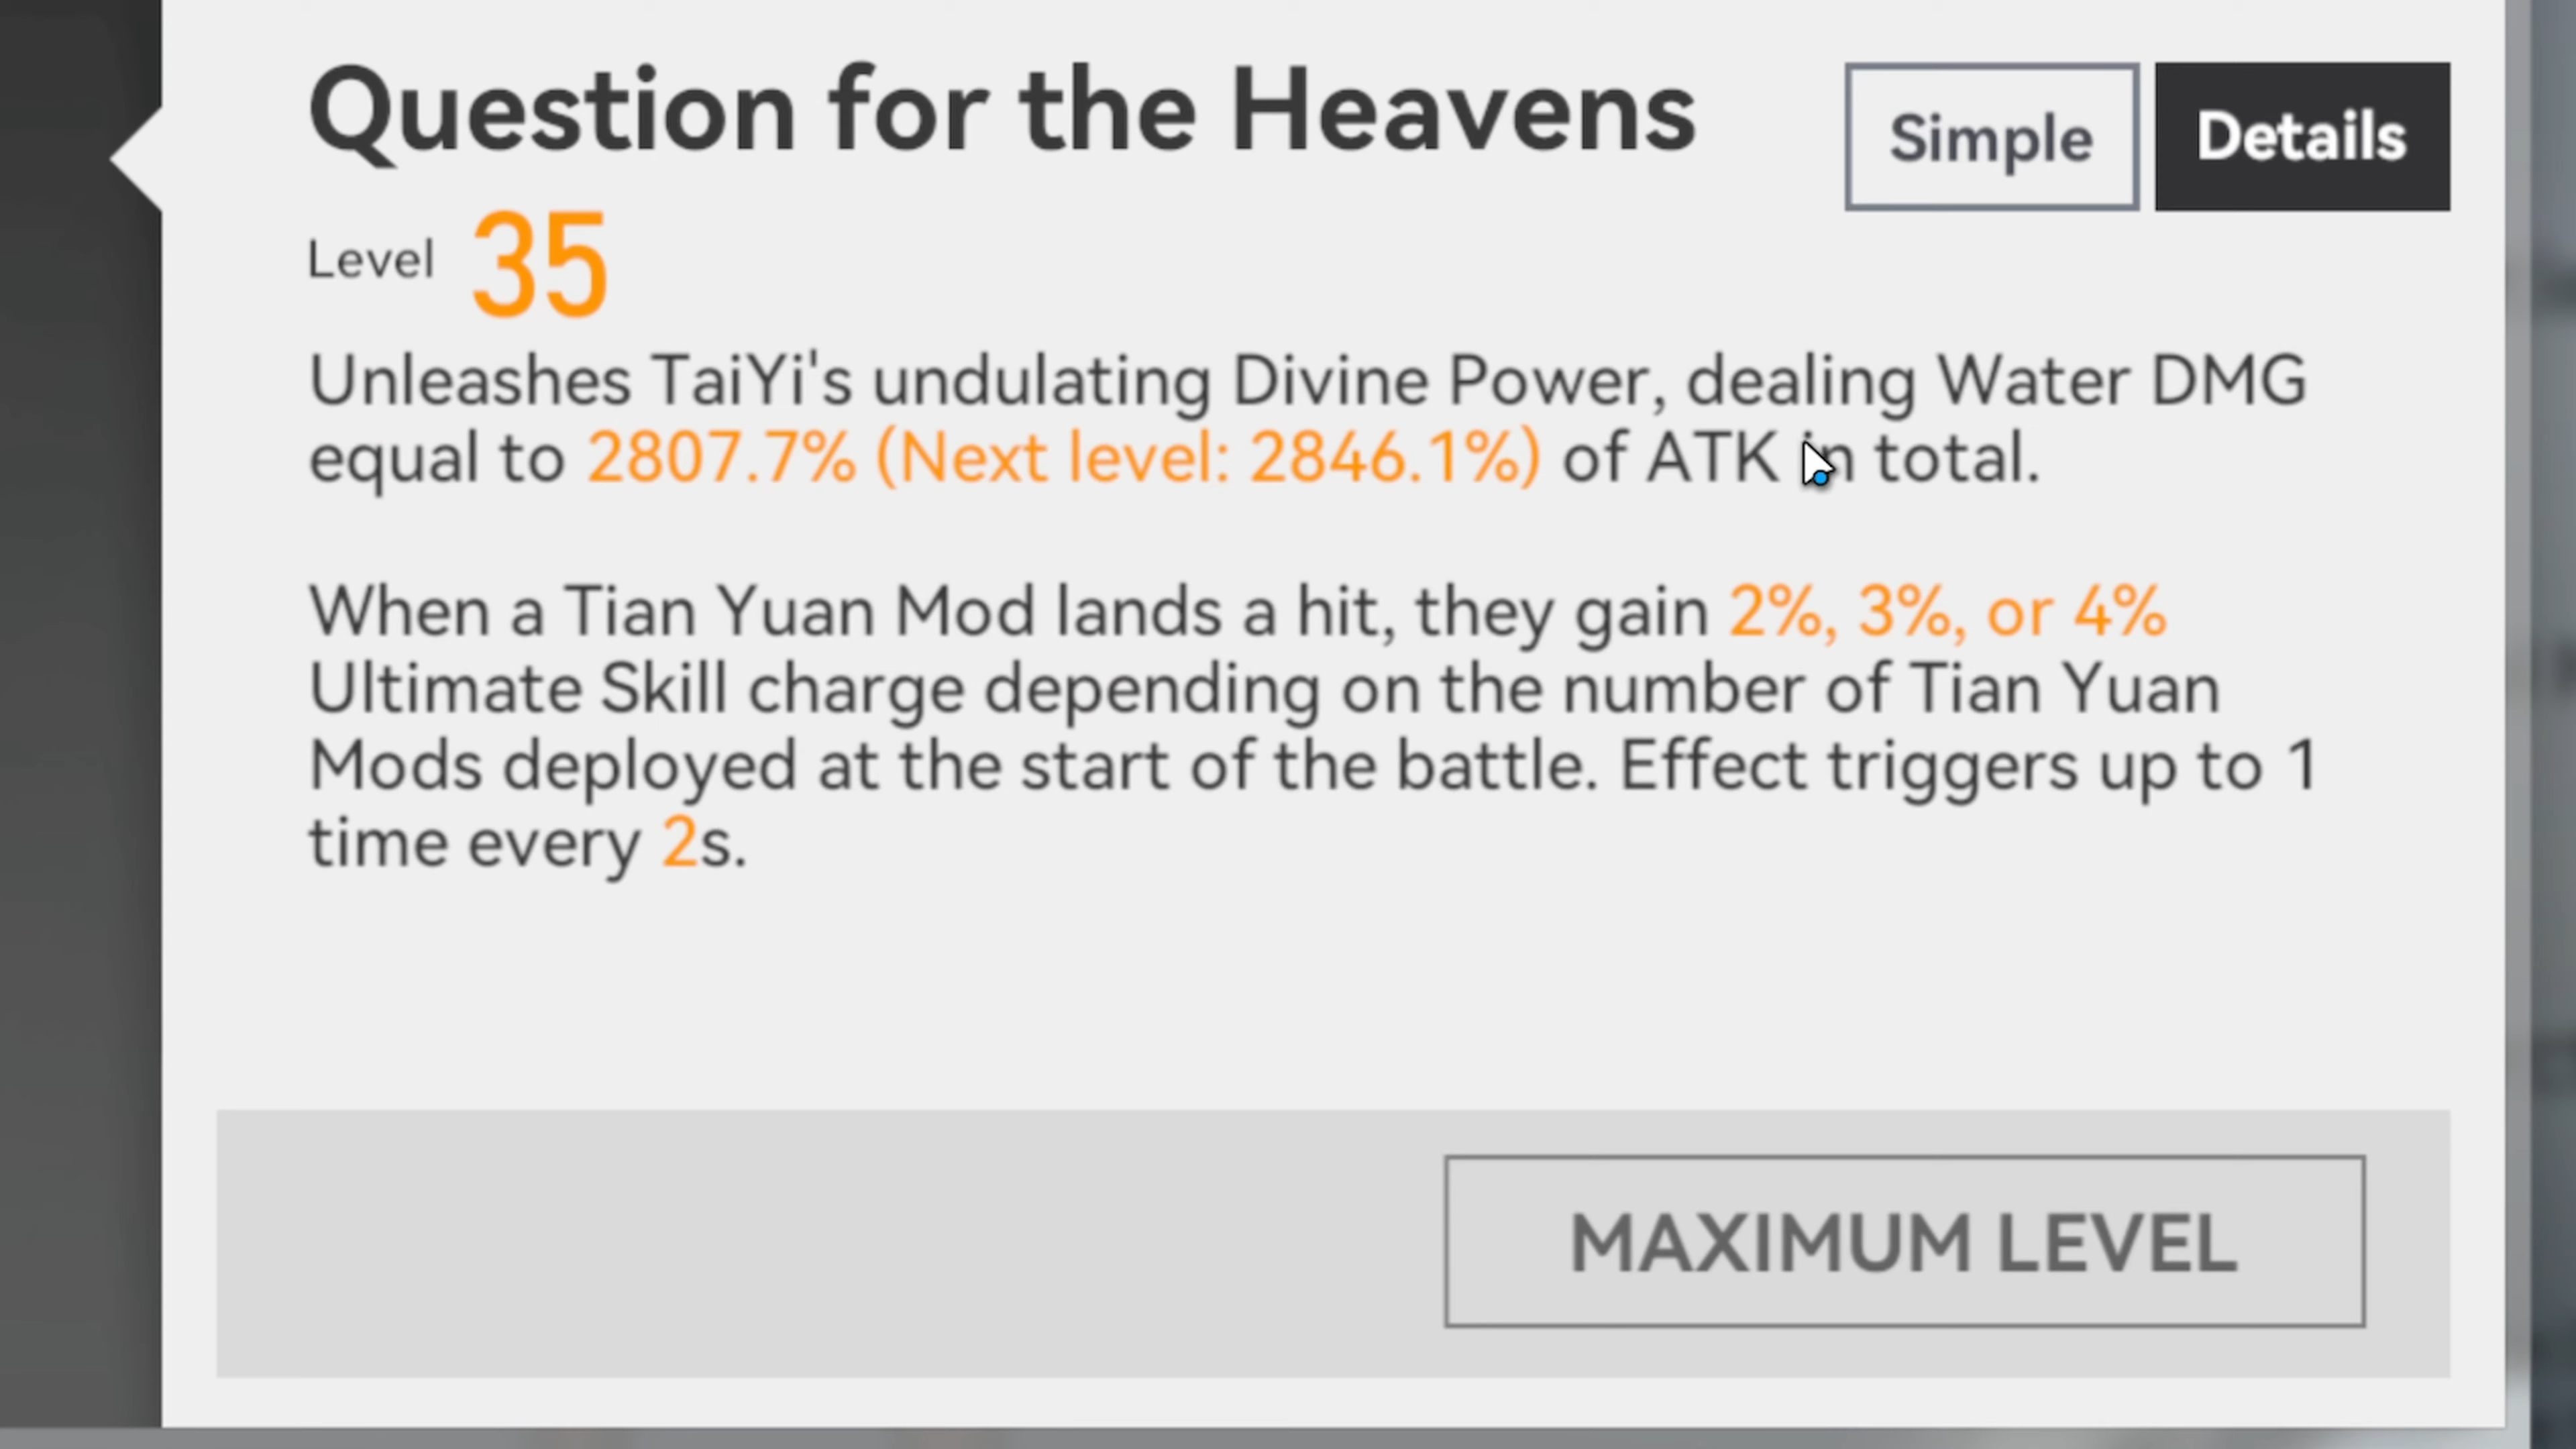 Question for the Heavens
Simple
Details
Level 35
Unleashes TaiYi's undulating Divine Power, dealing Water DMG
equal to 2807.7% (Next level: 2846.1%) of ATK in total.
When a Tian Yuan Mod lands a hit, they gain 2%, 3%, or 4%
Ultimate Skill charge depending on the number of Tian Yuan
Mods deployed at the start of the battle. Effect triggers up to 1
time every 2s.
MAXIMUM LEVEL